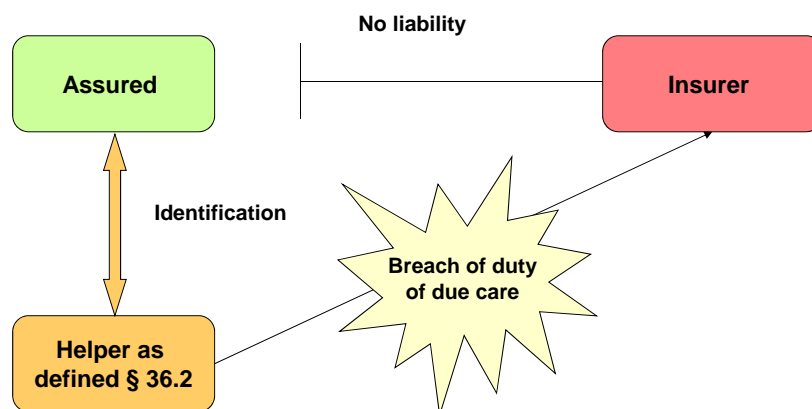 No liability
Assured
Insurer
Identification
Breach of duty
of due care
Helper as
defined § 36.2